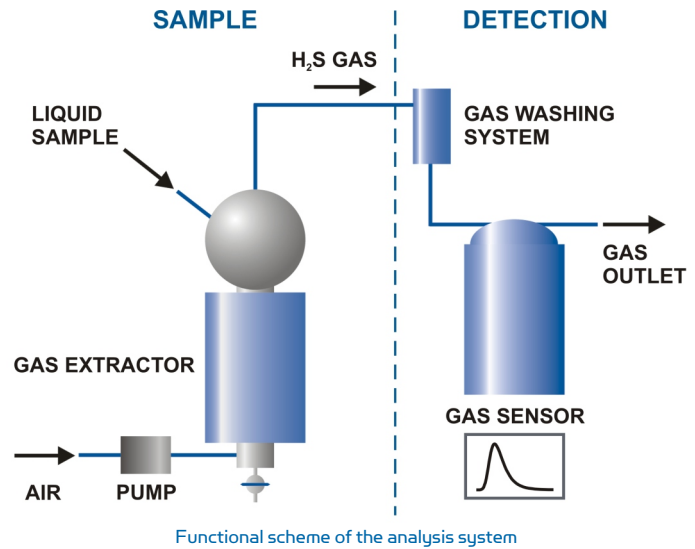 SAMPLE
DETECTION
H₂S GAS
LIQUID
SAMPLE
GAS WASHING
SYSTEM
GAS
OUTLET
GAS EXTRACTOR
GAS SENSOR
AIR
PUMP
Functional scheme of the analysis system